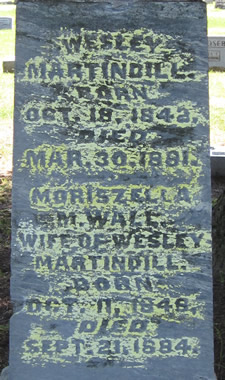 WESLEY
MARTINDILL.
BORN
OCT. 18. 1843.
DIED
MAR. 30. 1891.
MORISZELLA
M. WALL.
WIFE OF WESLEY
MARTINDILL.
BORN
OCT. 11. 1848.
DIED
SEPT. 21. 1884.